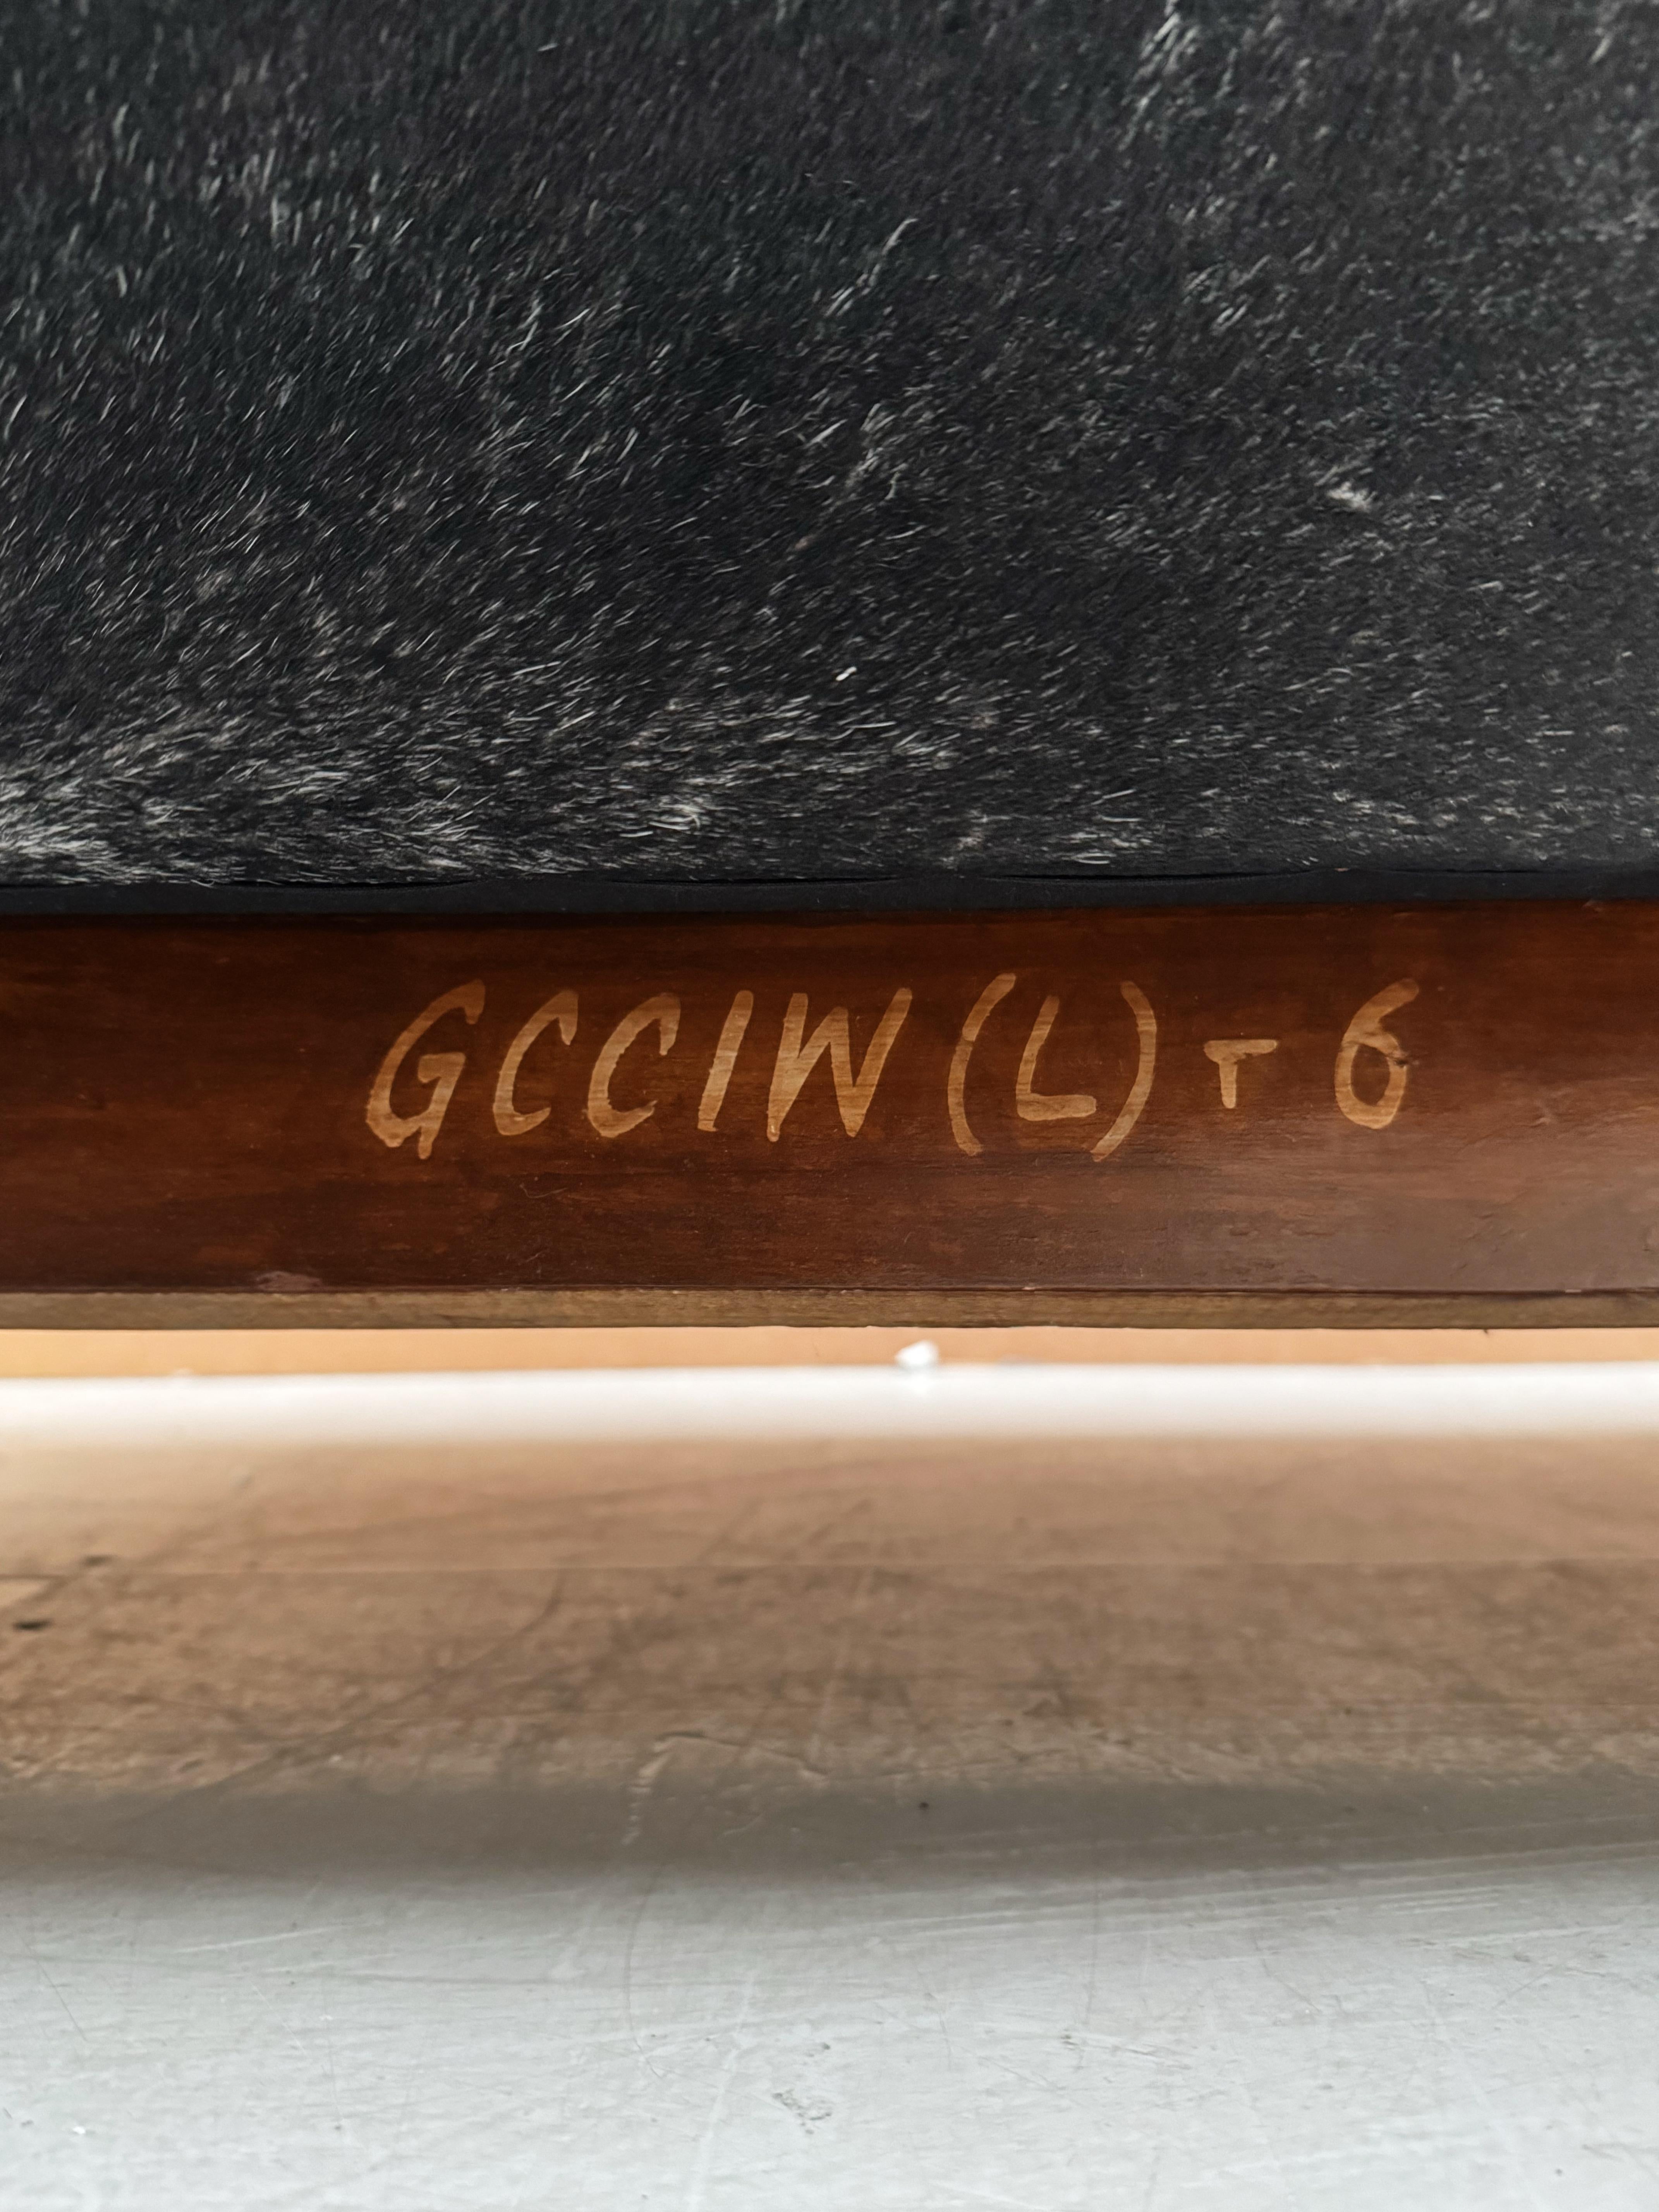 GCCIW (L) T 6